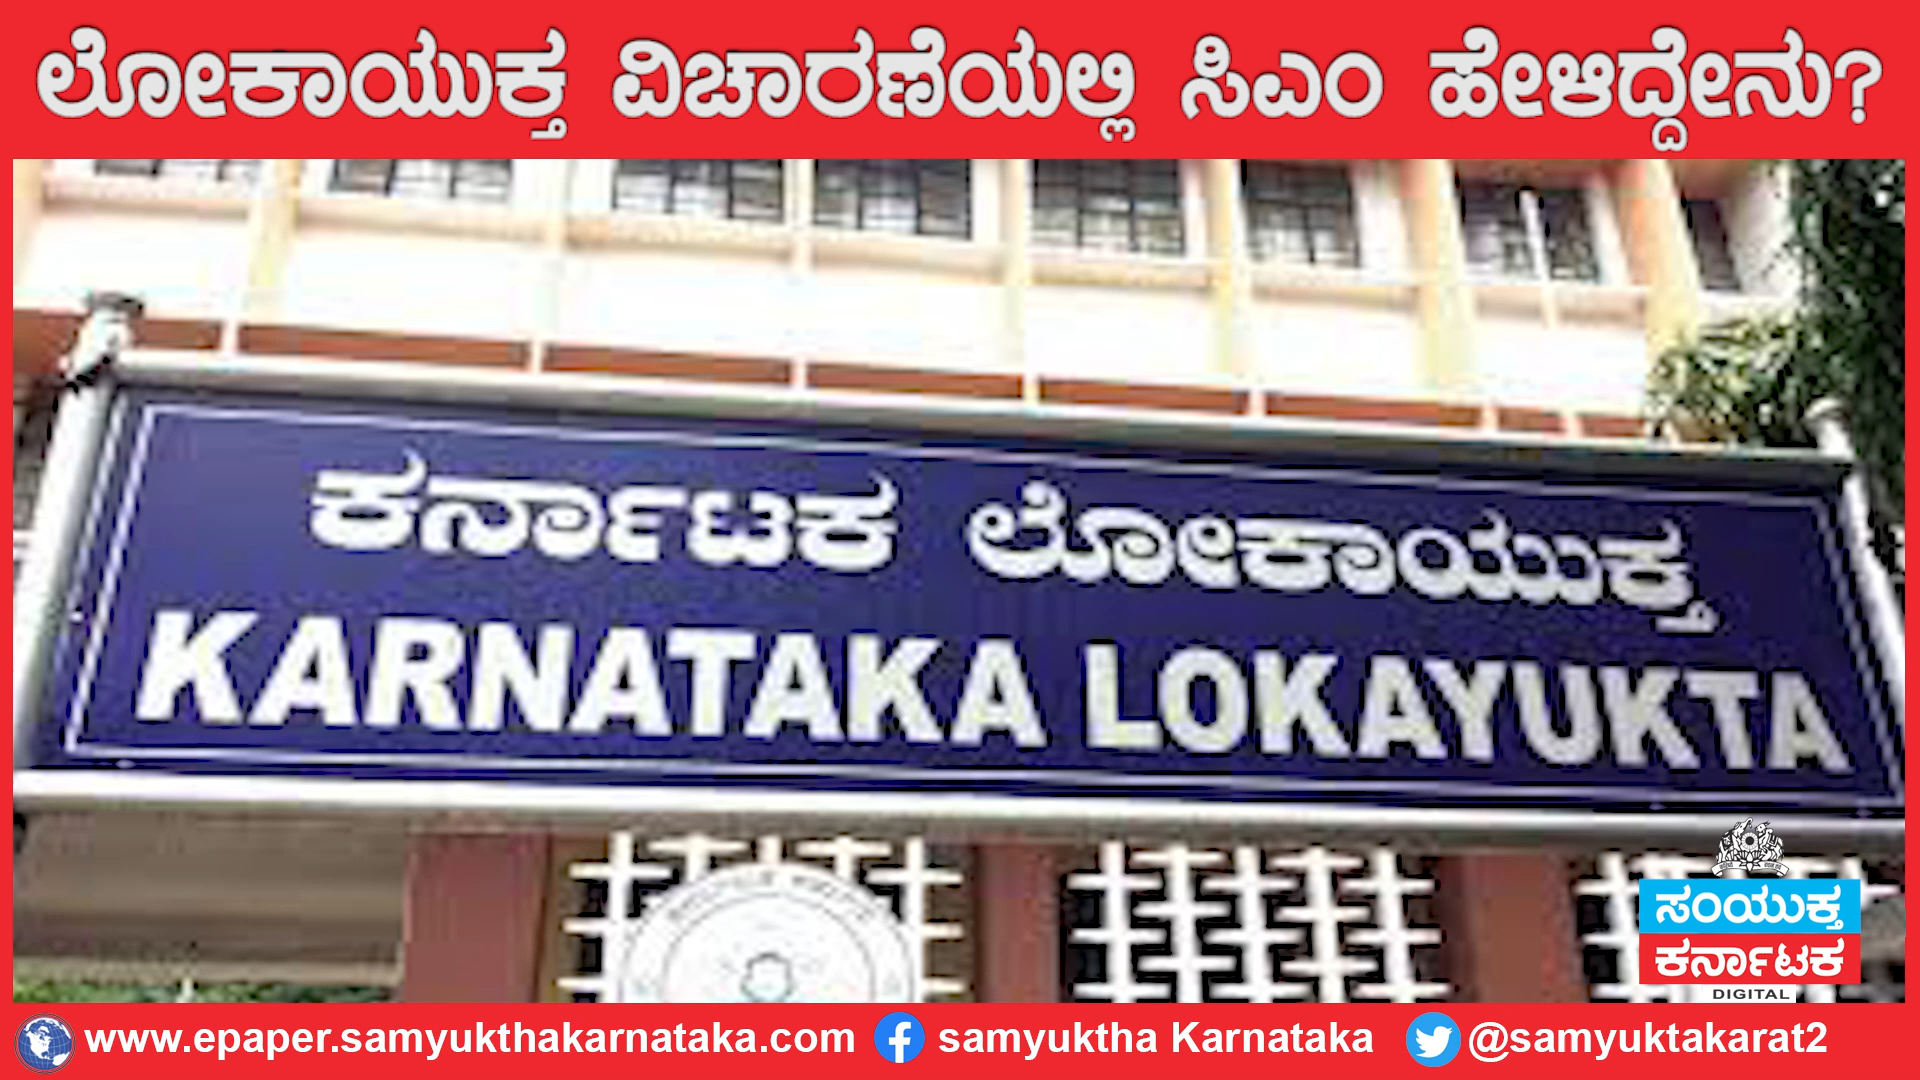 ಲೋಕಾಯುಕ್ತ ವಿಚಾರಣೆಯಲ್ಲಿ ಸಿಎಂ ಹೇಳಿದ್ದೇನು?
ಕರ್ನಾಟಕ ಲೋಕಾಯುಕ್ತ
KARNATAKA LOKAYUKTA
ಸಂಯುಕ್ತ
ಕರ್ನಾಟಕ
DIGITAL
www.epaper.samyukthakarnataka.com samyuktha Karnataka @samyuktakarat2